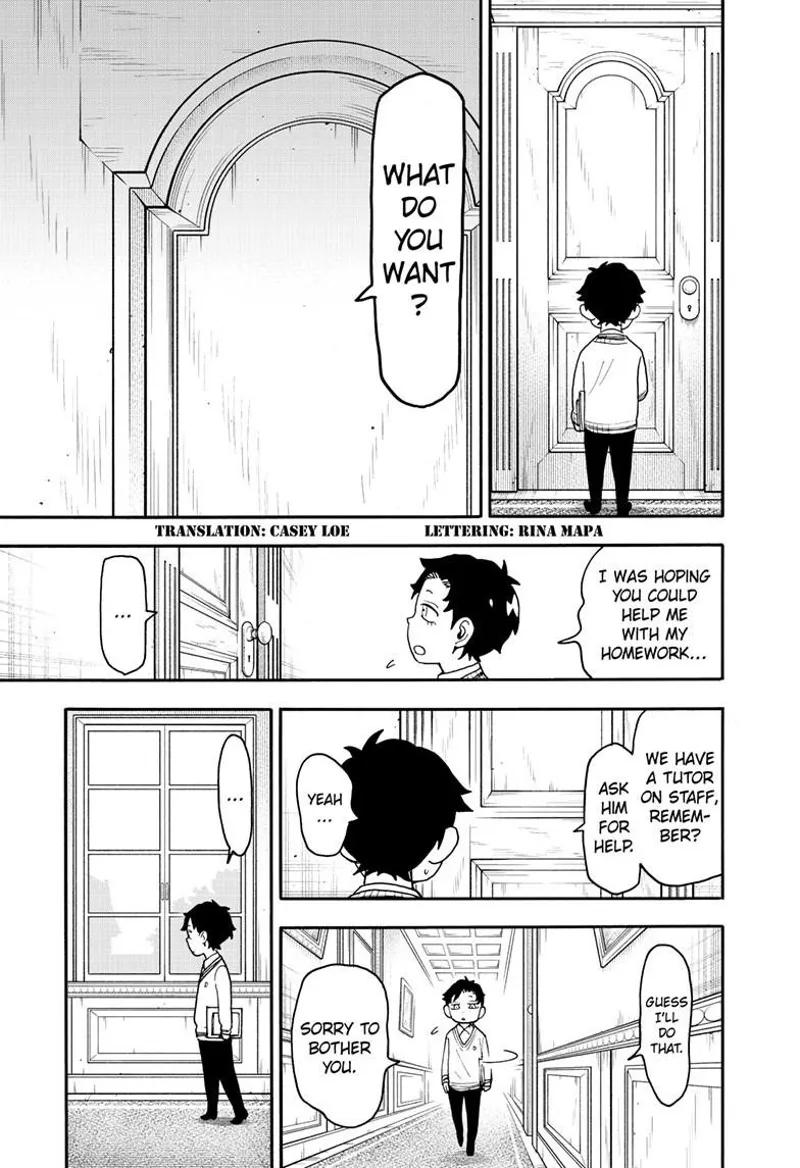 WHAT
DO
YOU
WANT
?
TRANSLATION: CASEY LOE
LETTERING: RINA MAPA
I WAS HOPING
YOU COULD
HELP ME
WITH MY
HOMEWORK...
...
WE HAVE
A TUTOR
ON STAFF,
REMEM-
BER?
ASK
HIM
FOR
HELP.
YEAH
...
...
GUESS
I'LL
DO
THAT.
SORRY TO
BOTHER
YOU.